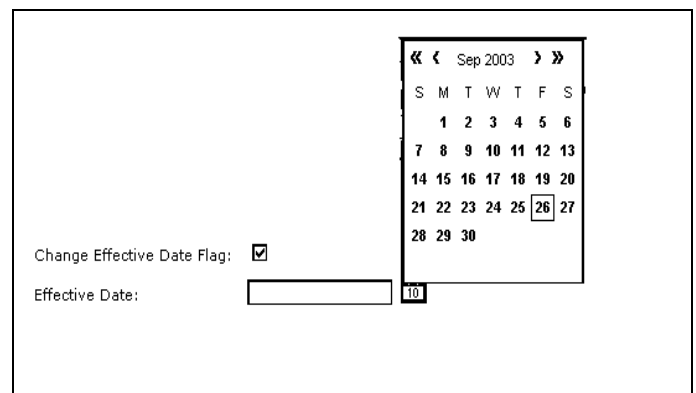 « ‹ Sep 2003 › »
S M T W T F S
1 2 3 4 5 6
7 8 9 10 11 12 13
14 15 16 17 18 19 20
21 22 23 24 25 26 27
28 29 30
Change Effective Date Flag:
Effective Date:
10